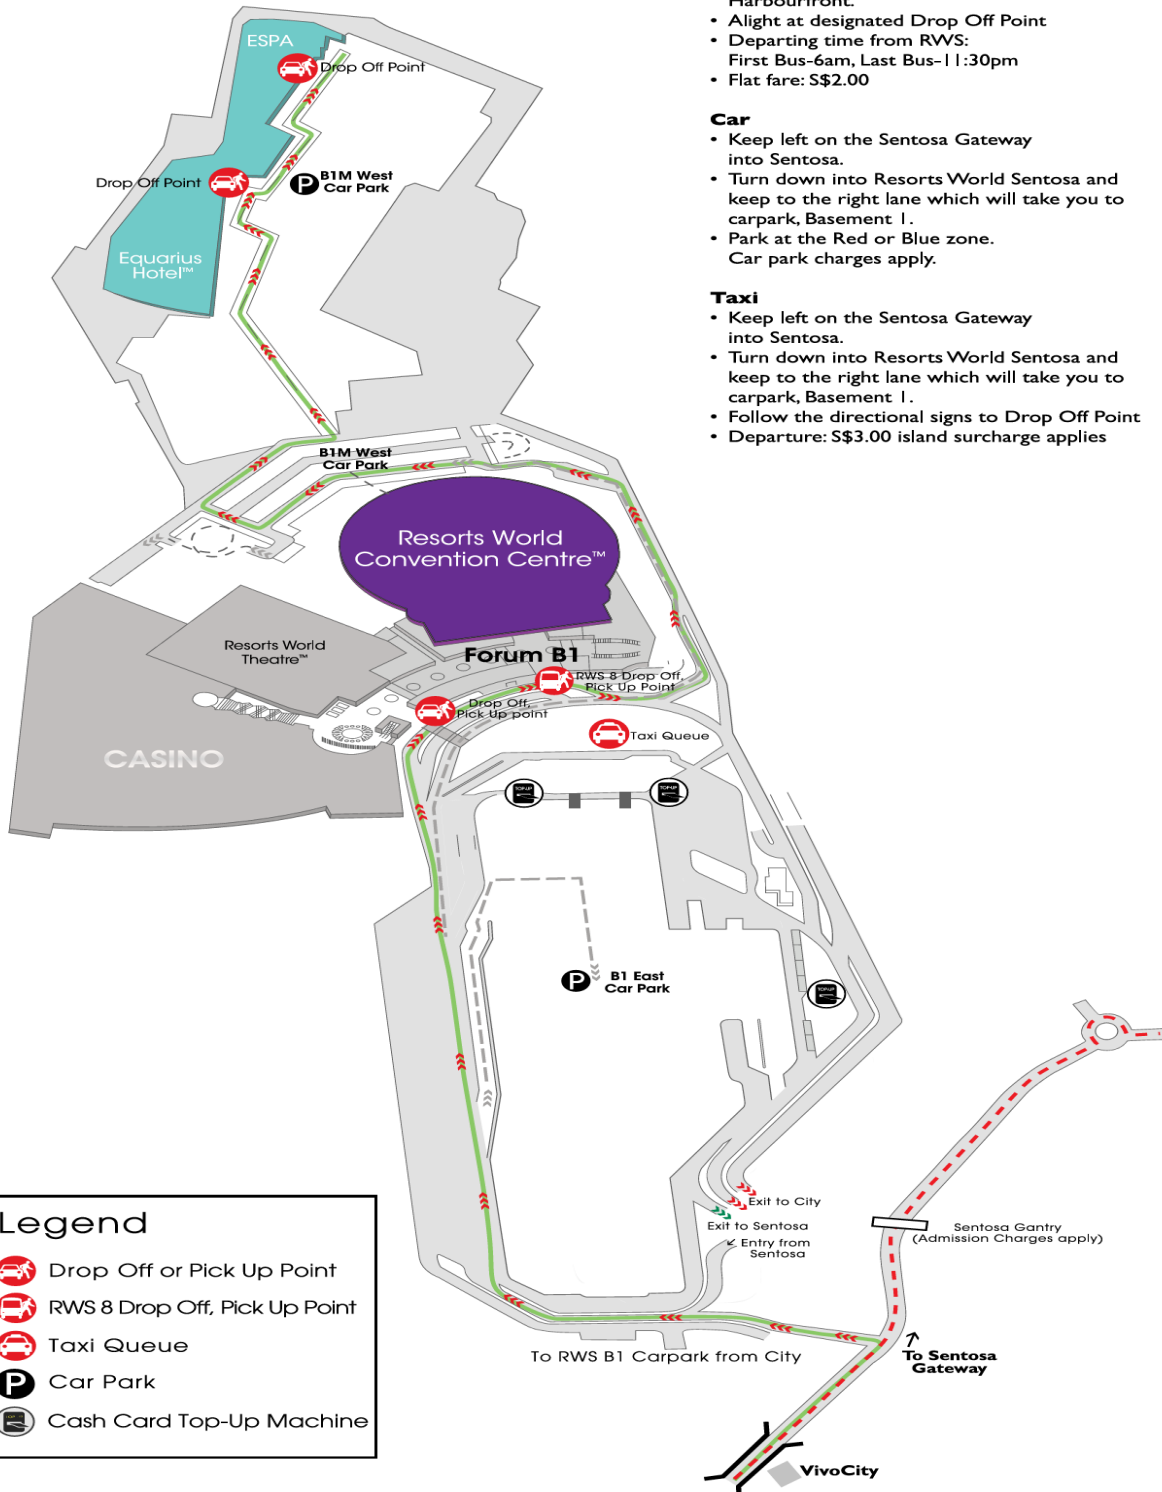 Harbourfront.
• Alight at designated Drop Off Point
• Departing time from RWS:
First Bus-6am, Last Bus-11:30pm
• Flat fare: S$2.00
Car
• Keep left on the Sentosa Gateway
into Sentosa.
• Turn down into Resorts World Sentosa and
keep to the right lane which will take you to
carpark, Basement 1.
• Park at the Red or Blue zone.
Car park charges apply.
Taxi
• Keep left on the Sentosa Gateway
into Sentosa.
• Turn down into Resorts World Sentosa and
keep to the right lane which will take you to
carpark, Basement 1.
• Follow the directional signs to Drop Off Point
• Departure: S$3.00 island surcharge applies
ESPA
Drop Off Point
Drop Off Point
P
B1M West
Car Park
Equarius
Hotel™
B1M West
Car Park
Resorts World
Convention Centre™
Resorts World
Theatre™
Forum B1
RWS 8 Drop Off,
Pick Up Point
Drop Off,
Pick Up point
Taxi Queue
CASINO
TOP-UP
TOP-UP
P
B1 East
Car Park
TOP-UP
Exit to City
Exit to Sentosa
Entry from
Sentosa
Sentosa Gantry
(Admission Charges apply)
To RWS B1 Carpark from City
To Sentosa
Gateway
VivoCity
Legend
Drop Off or Pick Up Point
RWS 8 Drop Off, Pick Up Point
Taxi Queue
P
Car Park
Cash Card Top-Up Machine